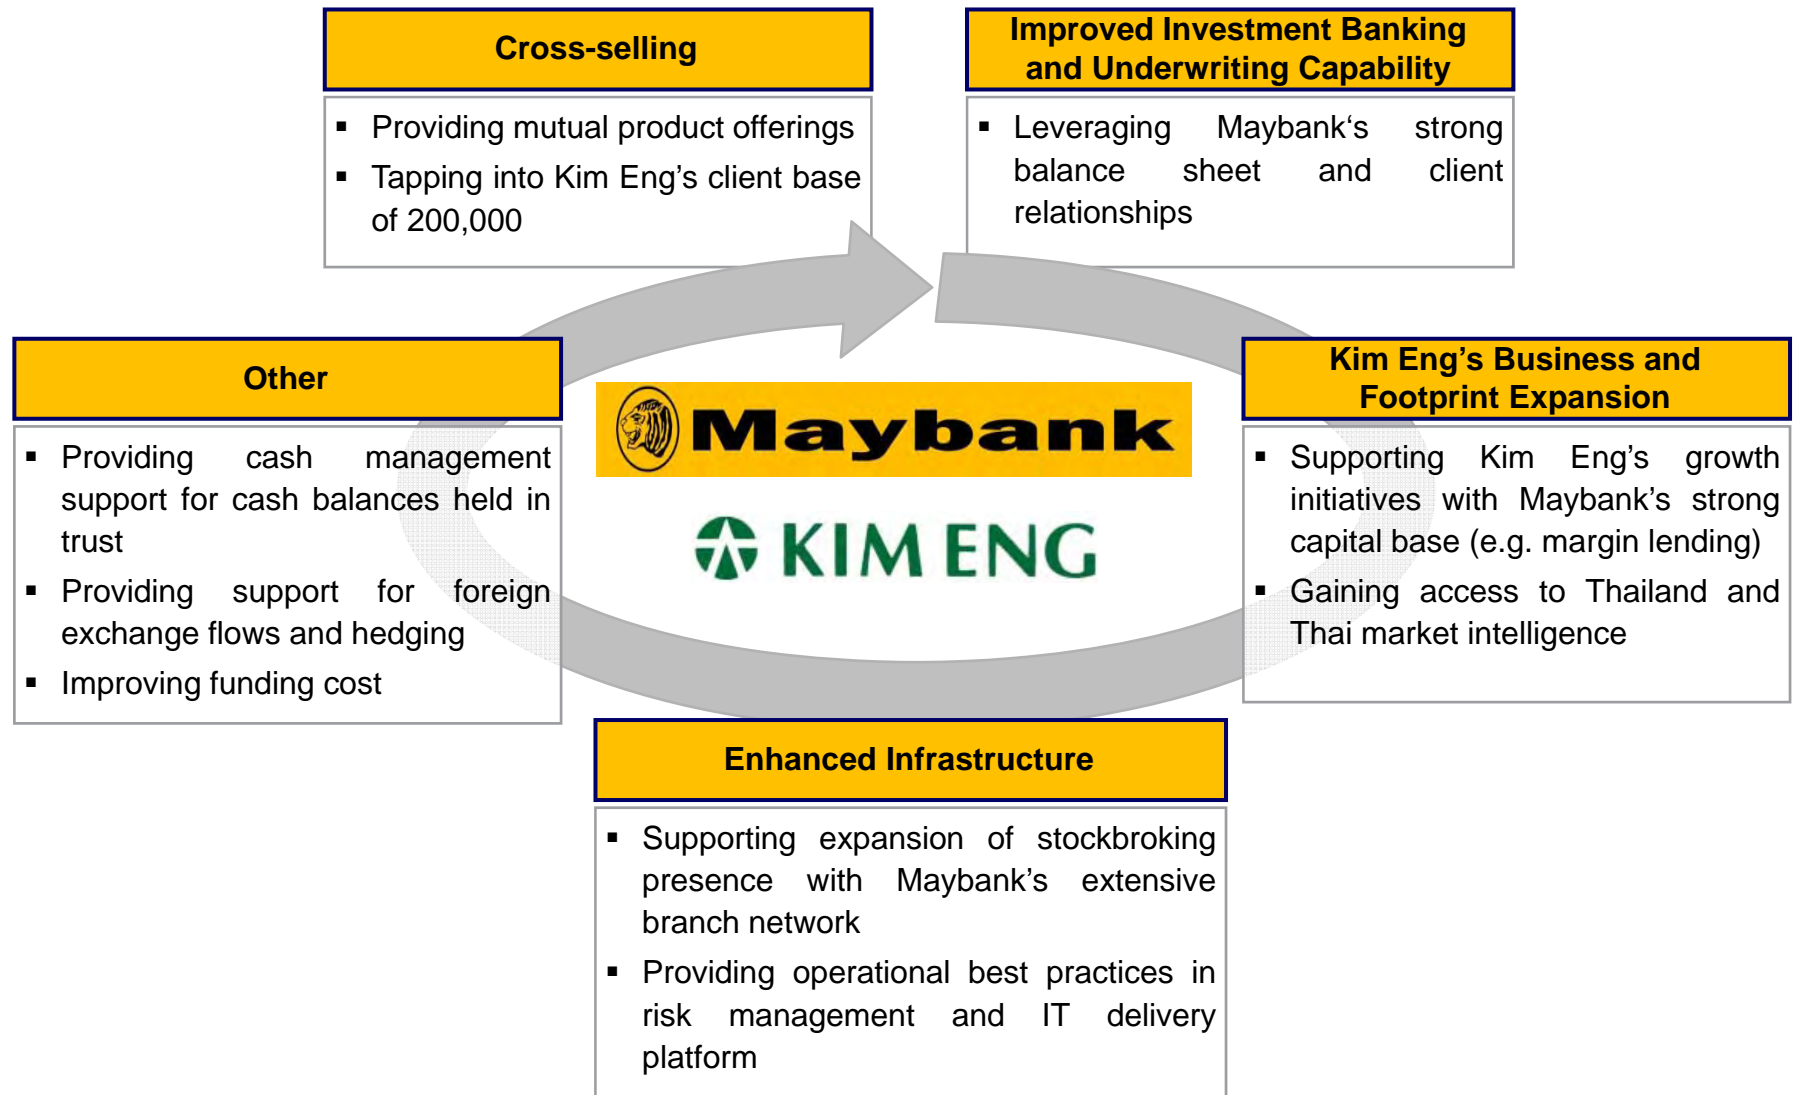 Cross-selling
▪ Providing mutual product offerings
▪ Tapping into Kim Eng’s client base
of 200,000
Improved Investment Banking
and Underwriting Capability
▪ Leveraging Maybank‘s strong
balance sheet and client
relationships
Other
▪ Providing cash management
support for cash balances held in
trust
▪ Providing support for foreign
exchange flows and hedging
▪ Improving funding cost
Maybank
KIM ENG
Kim Eng’s Business and
Footprint Expansion
▪ Supporting Kim Eng’s growth
initiatives with Maybank’s strong
capital base (e.g. margin lending)
▪ Gaining access to Thailand and
Thai market intelligence
Enhanced Infrastructure
▪ Supporting expansion of stockbroking
presence with Maybank’s extensive
branch network
▪ Providing operational best practices in
risk management and IT delivery
platform